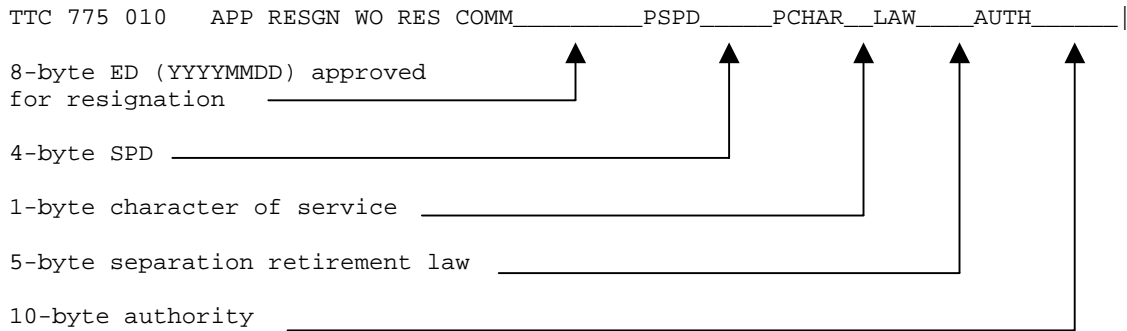 TTC 775 010   APP RESGN WO RES COMM_________PSPD_____PCHAR__LAW____AUTH______|
8-byte ED (YYYYMMDD) approved
for resignation
4-byte SPD
1-byte character of service
5-byte separation retirement law
10-byte authority